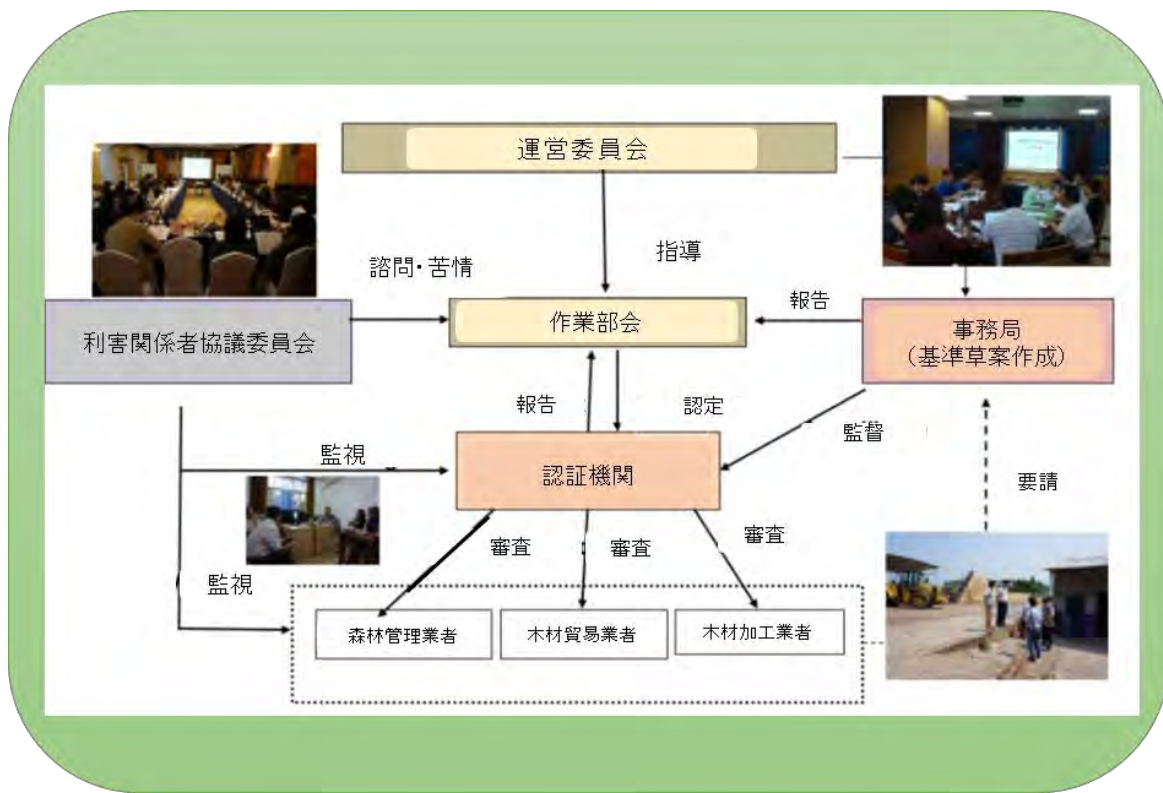 運営委員会
指導
諮問・苦情
報告
利害関係者協議委員会
作業部会
事務局
(基準草案作成)
報告
認定
監督
監視
認証機関
要請
審査
審査
審査
監視
森林管理業者
木材貿易業者
木材加工業者